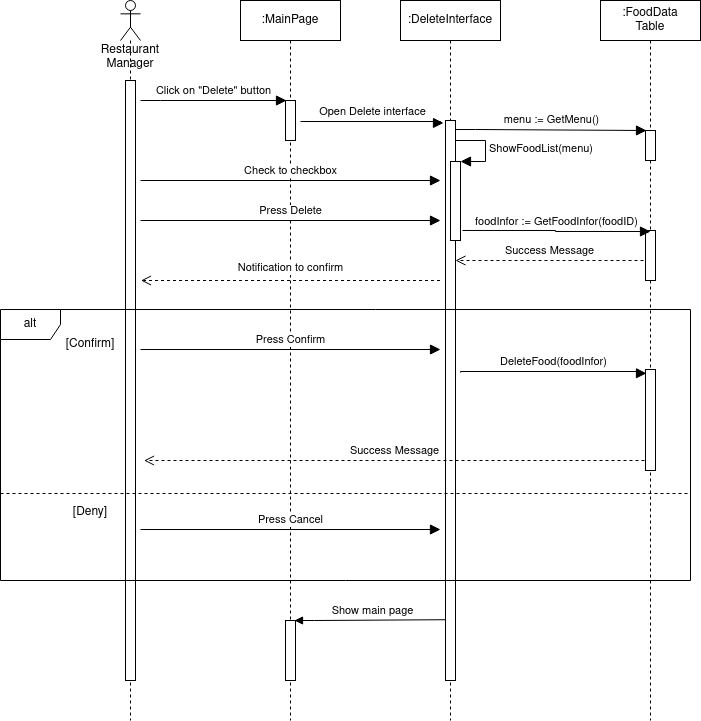 :MainPage
:DeleteInterface
:FoodData
Table
Restaurant
Manager
Click on "Delete" button
Open Delete interface
menu := GetMenu()
ShowFoodList(menu)
Check to checkbox
Press Delete
foodInfor := GetFoodInfor(foodID)
Success Message
Notification to confirm
alt
[Confirm]
Press Confirm
DeleteFood(foodInfor)
Success Message
[Deny]
Press Cancel
Show main page